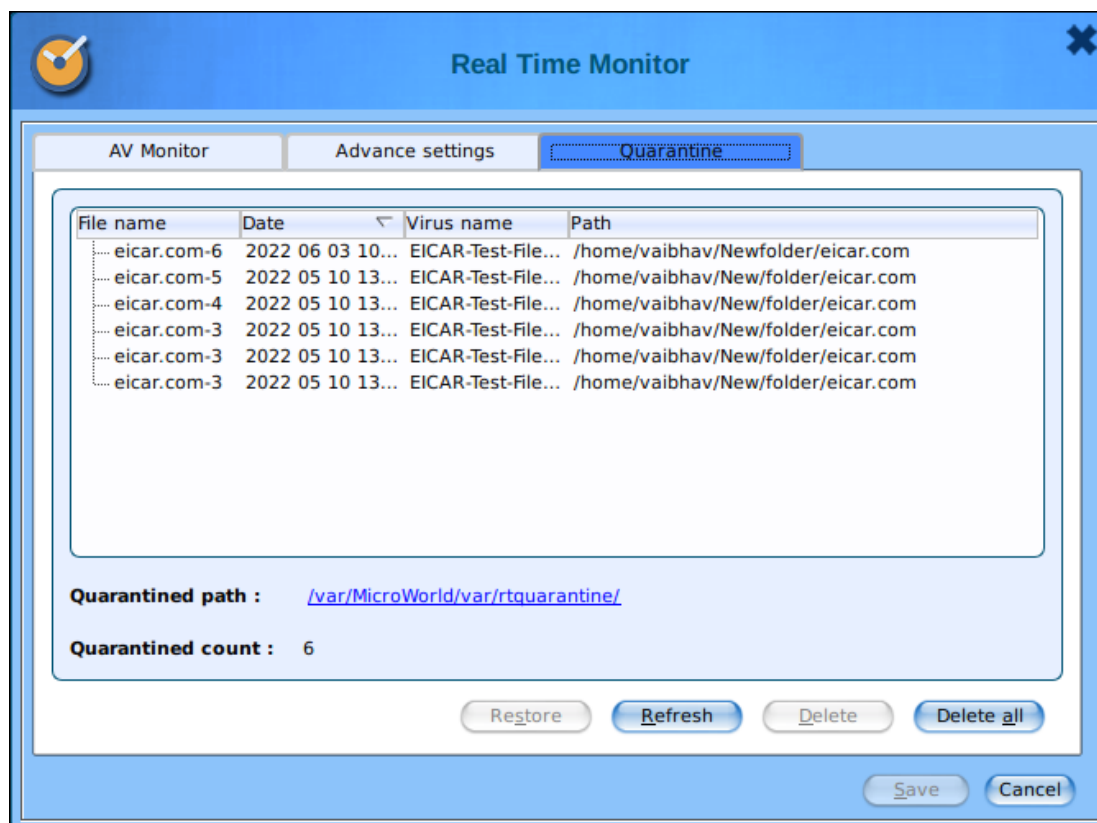 Real Time Monitor
AV Monitor Advance settings Quarantine
File name Date Virus name Path
eicar.com-6 2022 06 03 10... EICAR-Test-File... /home/vaibhav/Newfolder/eicar.com
eicar.com-5 2022 05 10 13... EICAR-Test-File... /home/vaibhav/New/folder/eicar.com
eicar.com-4 2022 05 10 13... EICAR-Test-File... /home/vaibhav/New/folder/eicar.com
eicar.com-3 2022 05 10 13... EICAR-Test-File... /home/vaibhav/New/folder/eicar.com
eicar.com-3 2022 05 10 13... EICAR-Test-File... /home/vaibhav/New/folder/eicar.com
eicar.com-3 2022 05 10 13... EICAR-Test-File... /home/vaibhav/New/folder/eicar.com
Quarantined path : /var/MicroWorld/var/rtquarantine/
Quarantined count : 6
Restore Refresh Delete Delete all
Save Cancel